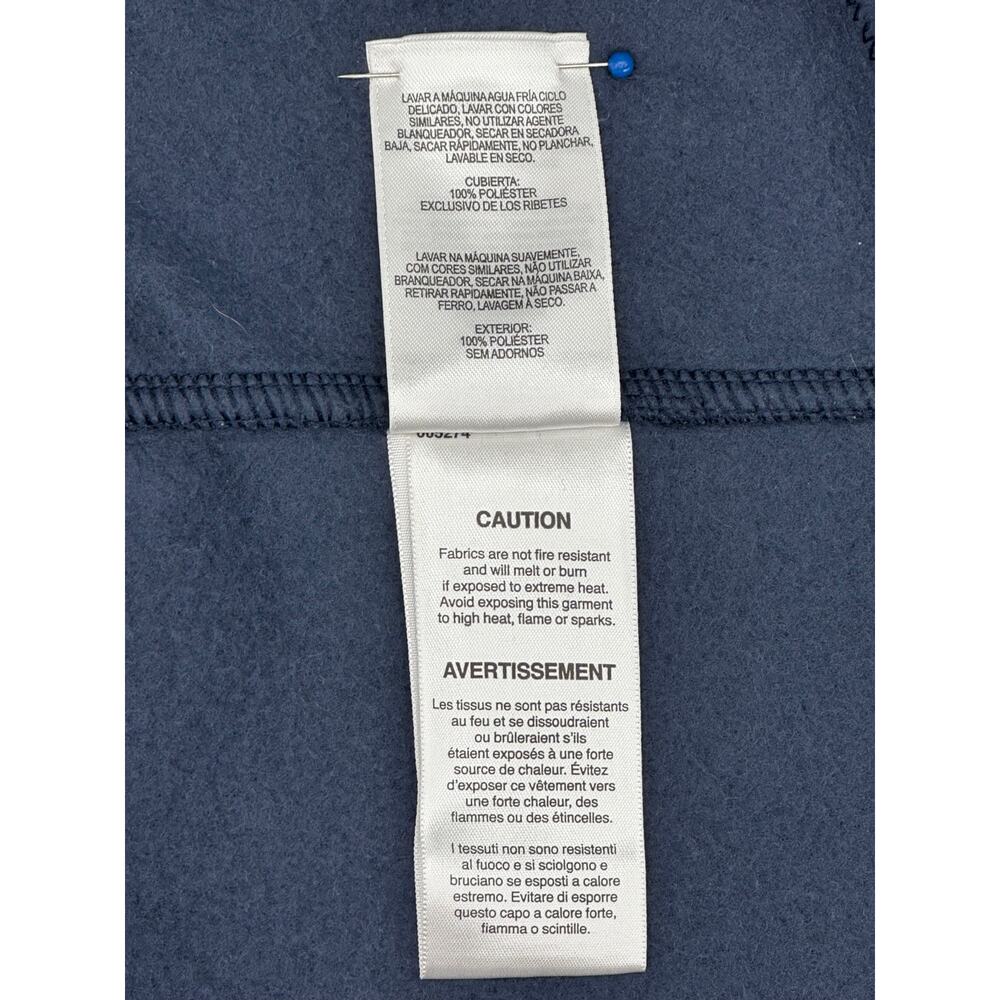 LAVAR A MÁQUINA AGUA FRÍA CICLO
DELICADO, LAVAR CON COLORES
SIMILARES, NO UTILIZAR AGENTE
BLANQUEADOR, SECAR EN SECADORA
BAJA, SACAR RÁPIDAMENTE, NO PLANCHAR,
LAVABLE EN SECO.
CUBIERTA:
100% POLIÉSTER
EXCLUSIVO DE LOS RIBETES
LAVAR NA MÁQUINA SUAVEMENTE,
COM CORES SIMILARES, NÃO UTILIZAR
BRANQUEADOR, SECAR NA MÁQUINA BAIXA,
RETIRAR RAPIDAMENTE, NÃO PASSAR A
FERRO, LAVAGEM À SECO.
EXTERIOR:
100% POLIÉSTER
SEM ADORNOS
CAUTION
Fabrics are not fire resistant
and will melt or burn
if exposed to extreme heat.
Avoid exposing this garment
to high heat, flame or sparks.
AVERTISSEMENT
Les tissus ne sont pas résistants
au feu et se dissoudraient
ou brûleraient s'ils
étaient exposés à une forte
source de chaleur. Évitez
d'exposer ce vêtement vers
une forte chaleur, des
flammes ou des étincelles.
I tessuti non sono resistenti
al fuoco e si sciolgono e
bruciano se esposti a calore
estremo. Evitare di esporre
questo capo a calore forte,
fiamma o scintille.